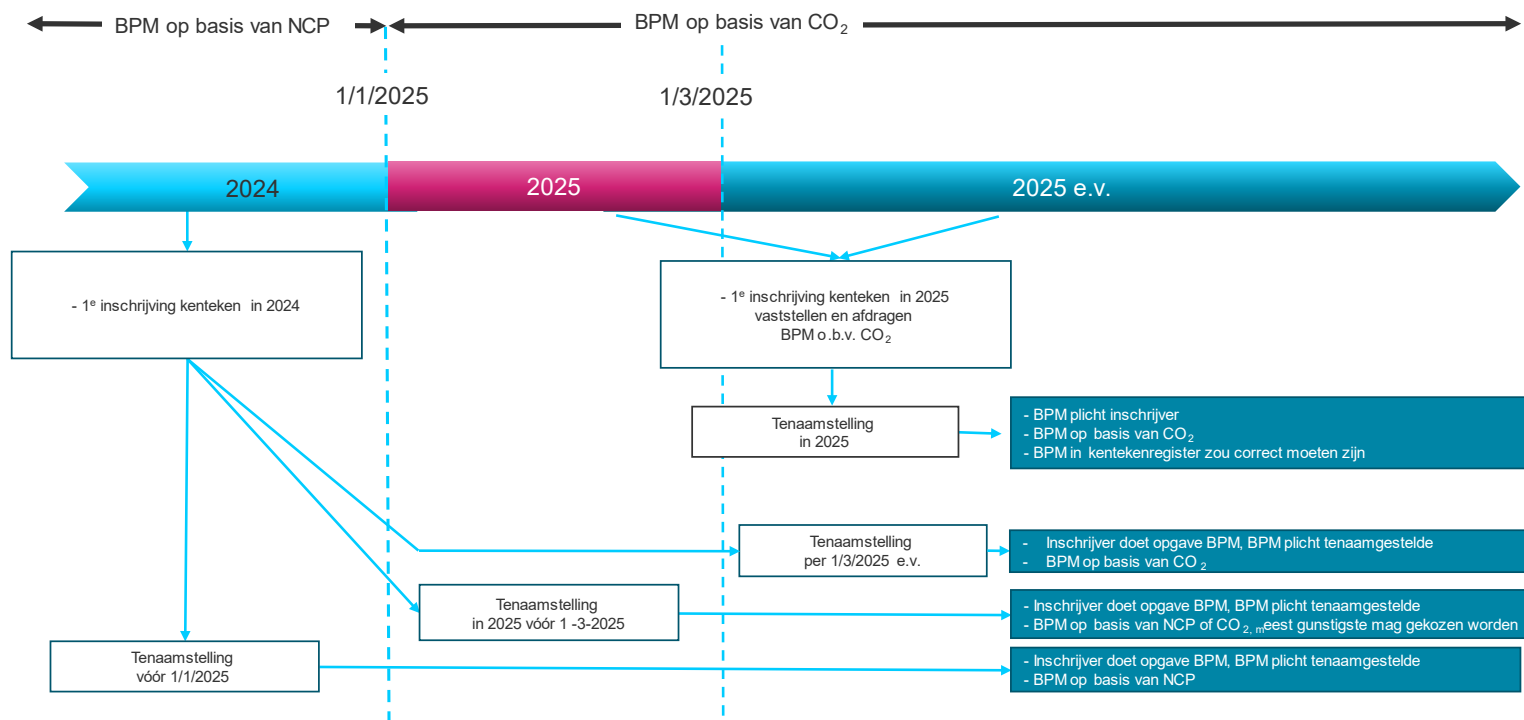 BPM op basis van NCP
BPM op basis van CO₂
1/1/2025
1/3/2025
2024
2025
2025 e.v.
- 1ᵉ inschrijving kenteken in 2024
- 1ᵉ inschrijving kenteken in 2025
vaststellen en afdragen
BPM o.b.v. CO₂
Tenaamstelling
in 2025
- BPM plicht inschrijver
- BPM op basis van CO₂
- BPM in kentekenregister zou correct moeten zijn
Tenaamstelling
per 1/3/2025 e.v.
- Inschrijver doet opgave BPM, BPM plicht tenaamgestelde
- BPM op basis van CO₂
Tenaamstelling
in 2025 vóór 1 -3-2025
- Inschrijver doet opgave BPM, BPM plicht tenaamgestelde
- BPM op basis van NCP of CO₂, meest gunstigste mag gekozen worden
Tenaamstelling
vóór 1/1/2025
- Inschrijver doet opgave BPM, BPM plicht tenaamgestelde
- BPM op basis van NCP